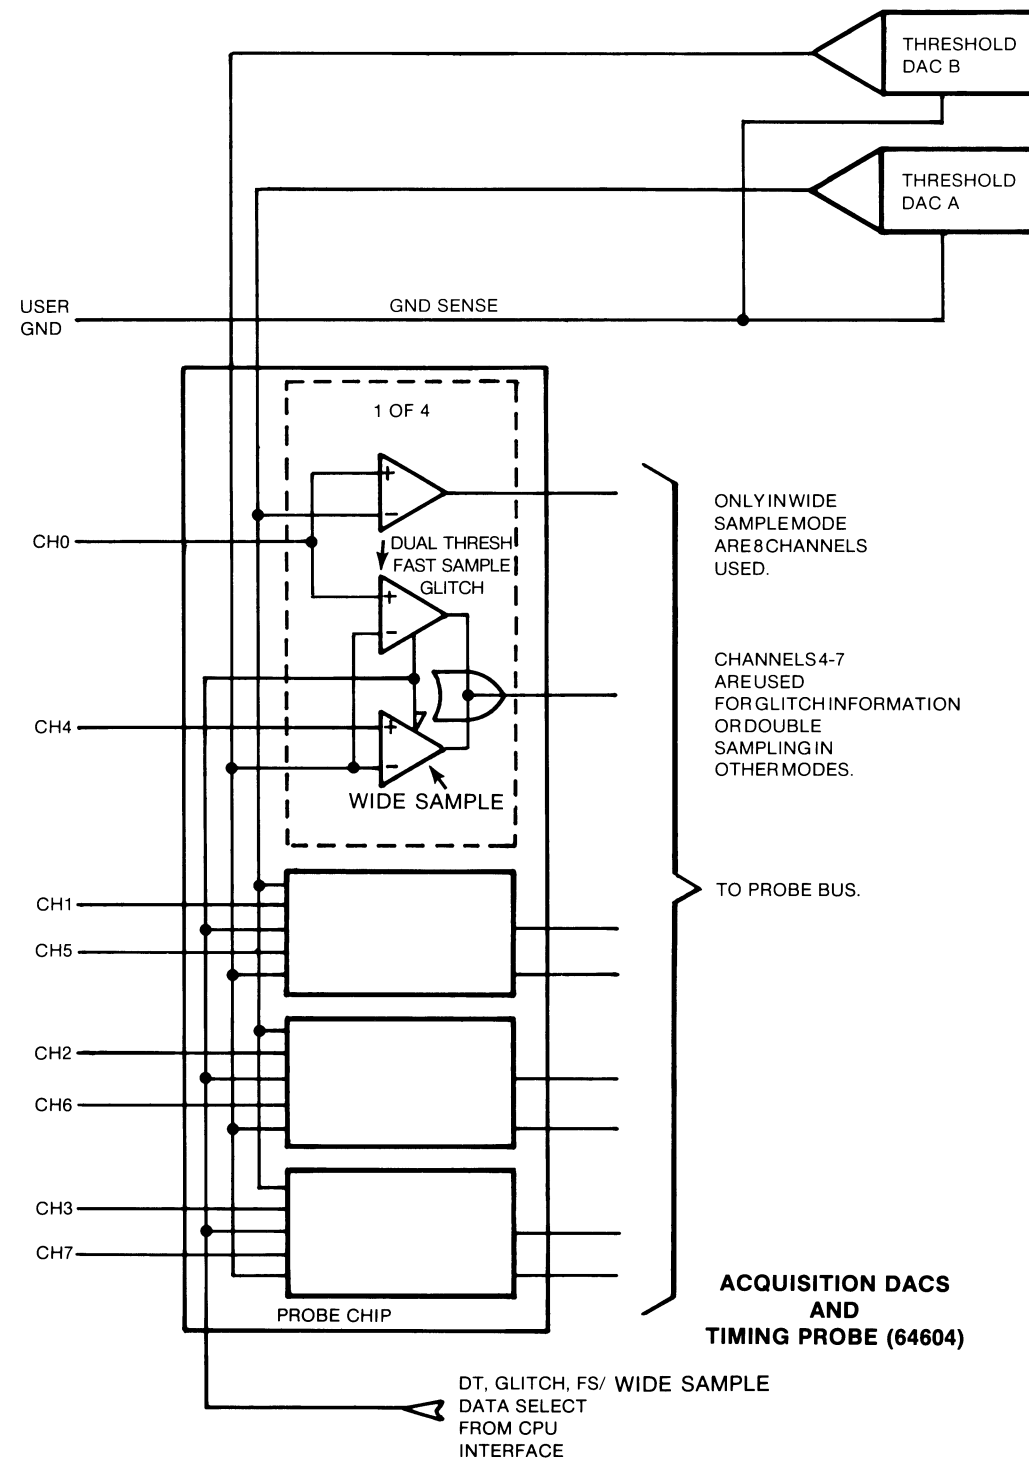 THRESHOLD
DAC B
THRESHOLD
DAC A
USER
GND
GND SENSE
1 OF 4
+
−
CH0
DUAL THRESH
FAST SAMPLE
GLITCH
+
−
CH4
+
−
WIDE SAMPLE
ONLY IN WIDE
SAMPLE MODE
ARE 8 CHANNELS
USED.
CHANNELS 4-7
ARE USED
FOR GLITCH INFORMATION
OR DOUBLE
SAMPLING IN
OTHER MODES.
TO PROBE BUS.
CH1
CH5
CH2
CH6
CH3
CH7
PROBE CHIP
ACQUISITION DACS
AND
TIMING PROBE (64604)
DT, GLITCH, FS/ WIDE SAMPLE
DATA SELECT
FROM CPU
INTERFACE